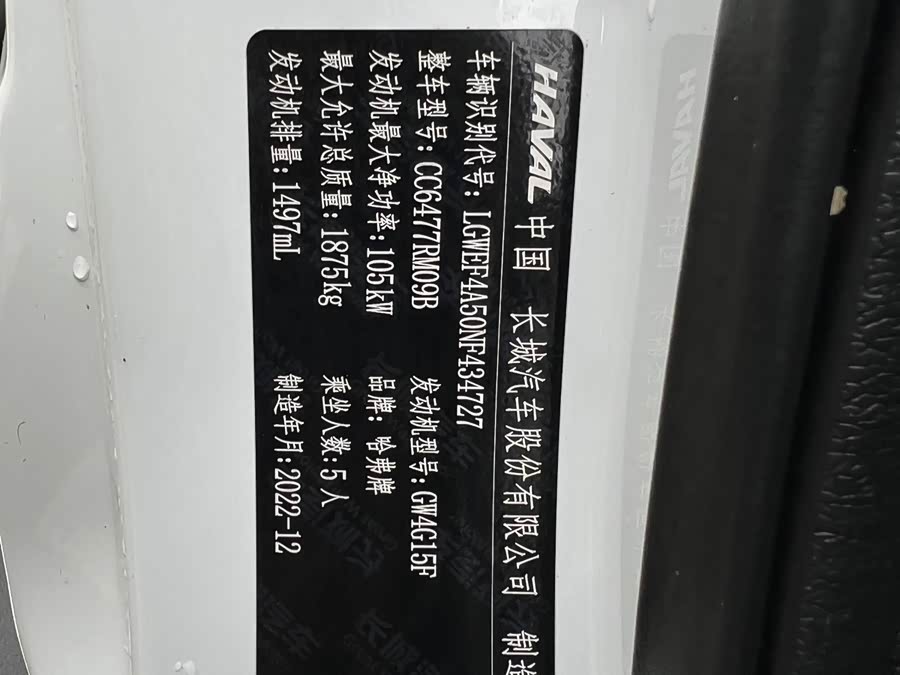 HAVAL 中国 长城汽车股份有限公司 制造
车辆识别代号: LGWEF4A50NF434727
整车型号: CC6477RM09B 发动机型号: GW4G15F
发动机最大净功率: 105kW 品牌: 哈弗牌
最大允许总质量: 1875kg 乘坐人数: 5人
发动机排量: 1497mL 制造年月: 2022-12